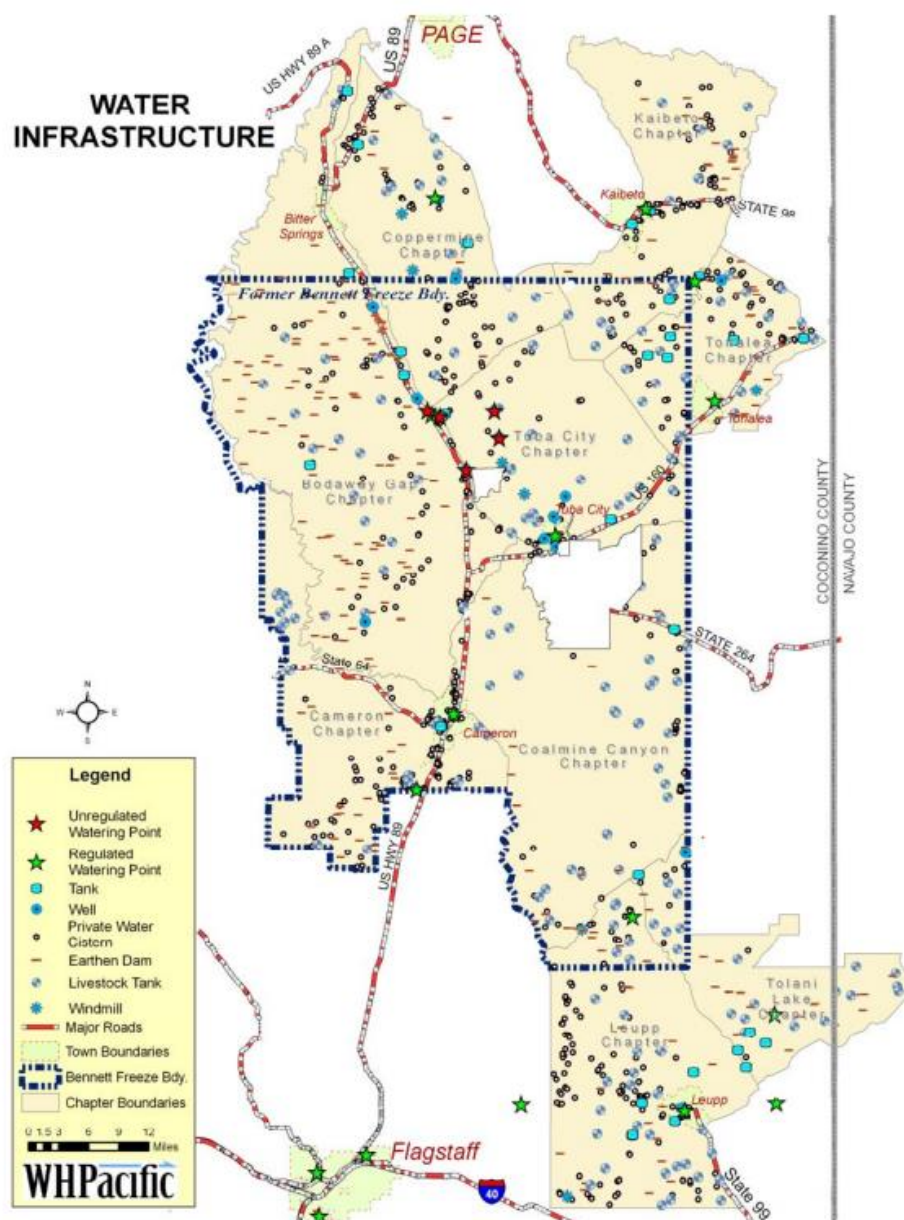 PAGE
US HWY 89 A
US 89
WATER
INFRASTRUCTURE
Kaibeto
Chapter
Kaibeto
STATE 98
Bitter
Springs
Coppermine
Chapter
Former Bennett Freeze Bdy.
Tonalea
Chapter
Tonalea
Tuba City
Chapter
Bodaway Gap
Chapter
US 160
Tuba City
COCONINO COUNTY
NAVAJO COUNTY
STATE 264
State 64
N
W
E
S
Cameron
Chapter
Cameron
Coalmine Canyon
Chapter
Legend
Unregulated
Watering Point
Regulated
Watering Point
Tank
Well
Private Water
Cistern
Earthen Dam
Livestock Tank
Windmill
Major Roads
Town Boundaries
Bennett Freeze Bdy.
Chapter Boundaries
0 1.5 3 6 9 12
Miles
WHPacific
US HWY 89
Tolani
Lake
Chapter
Leupp
Chapter
Leupp
Flagstaff
40
State 99